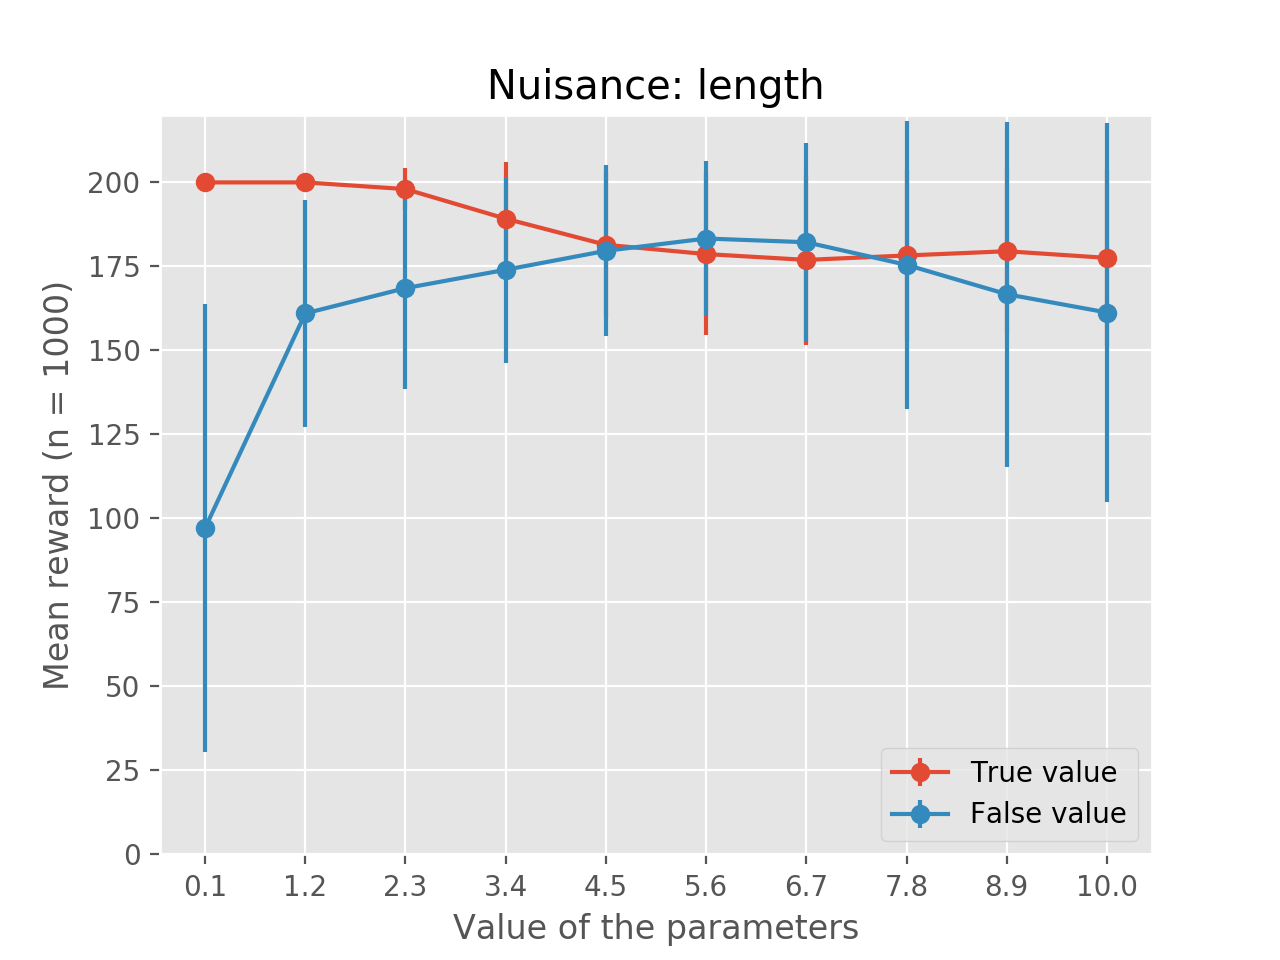 Nuisance: length
Mean reward (n = 1000)
200
175
150
125
100
75
50
25
0
0.1 1.2 2.3 3.4 4.5 5.6 6.7 7.8 8.9 10.0
Value of the parameters
True value
False value